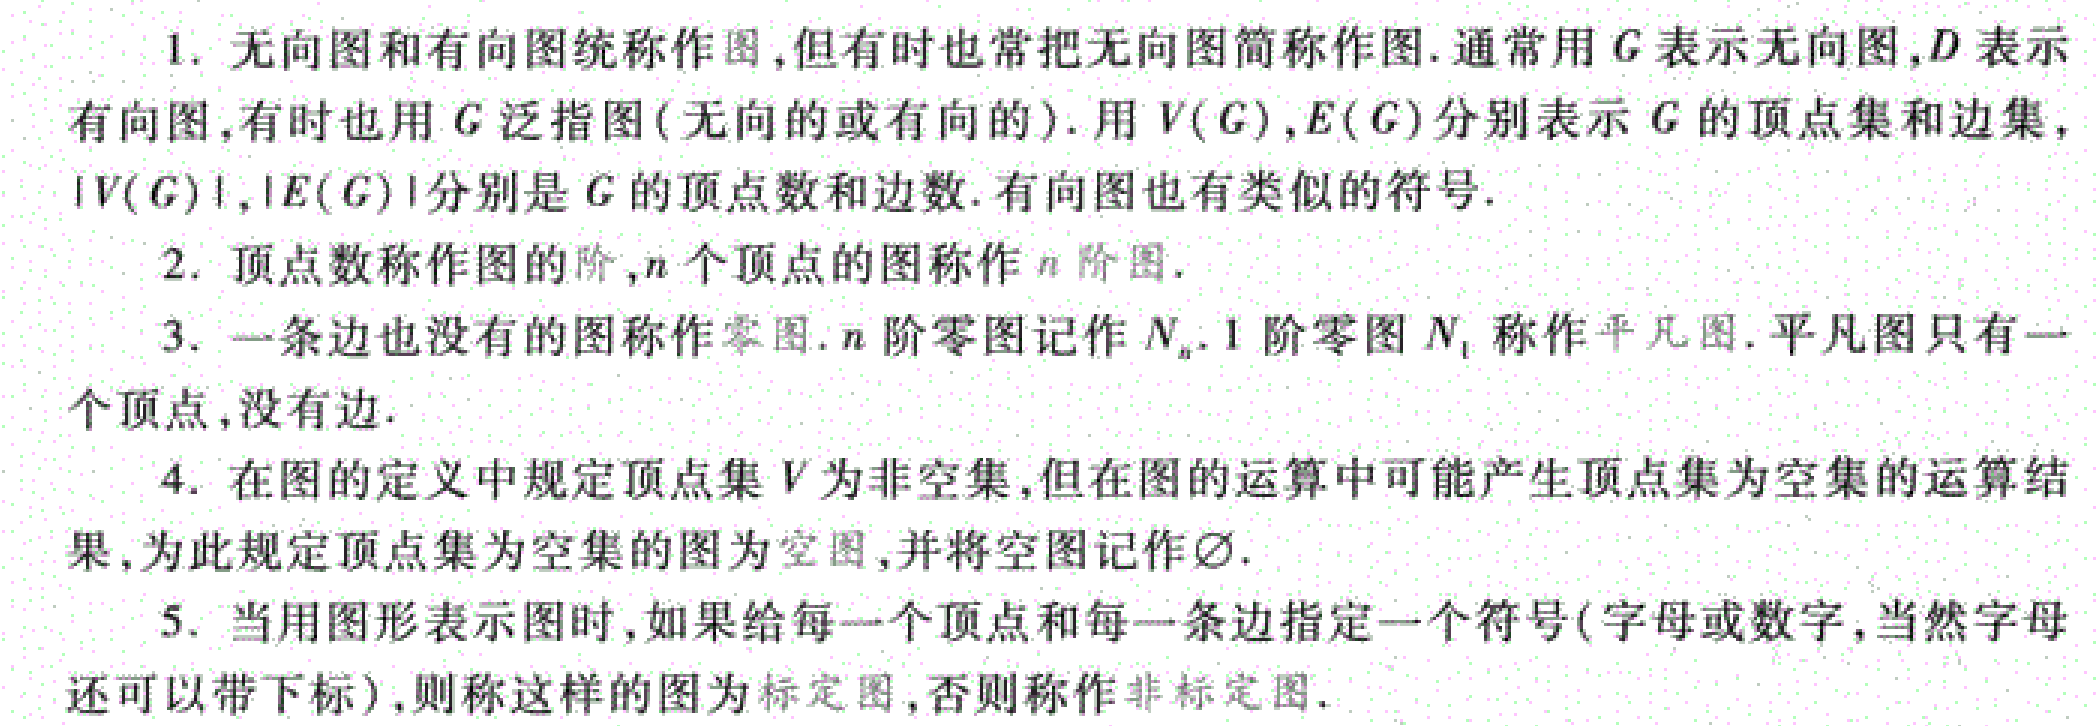 1. 无向图和有向图统称作图,但有时也常把无向图简称作图.通常用 G 表示无向图,D 表示
有向图,有时也用 G 泛指图(无向的或有向的).用 V(G),E(G)分别表示 G 的顶点集和边集,
|V(G)|,|E(G)|分别是 G 的顶点数和边数.有向图也有类似的符号.
2. 顶点数称作图的阶,n 个顶点的图称作 n 阶图.
3. 一条边也没有的图称作零图.n 阶零图记作 Nₙ.1 阶零图 N₁ 称作平凡图.平凡图只有一
个顶点,没有边.
4. 在图的定义中规定顶点集 V 为非空集,但在图的运算中可能产生顶点集为空集的运算结
果,为此规定顶点集为空集的图为空图,并将空图记作∅.
5. 当用图形表示图时,如果给每一个顶点和每一条边指定一个符号(字母或数字,当然字母
还可以带下标),则称这样的图为标定图,否则称作非标定图.